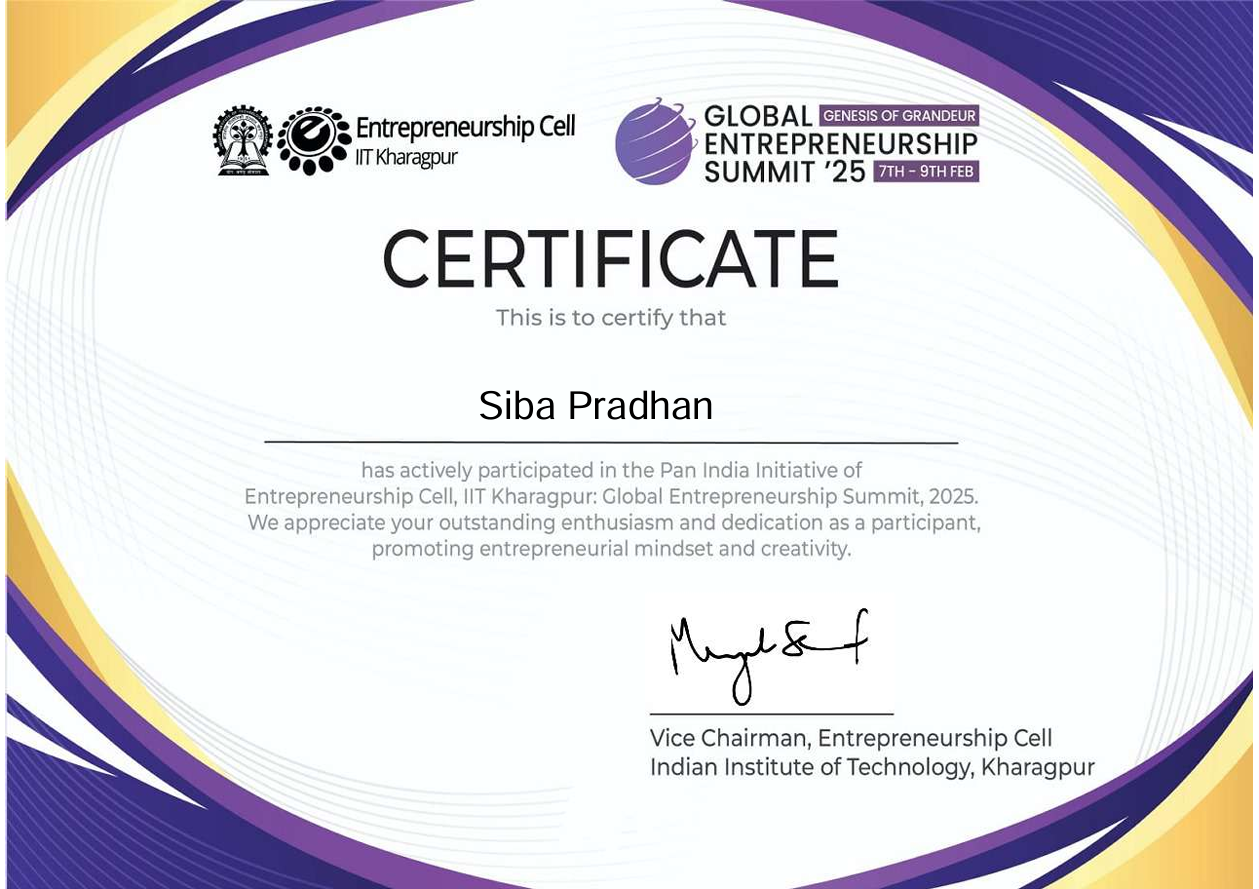 Entrepreneurship Cell
IIT Kharagpur
GLOBAL GENESIS OF GRANDEUR
ENTREPRENEURSHIP
SUMMIT '25 7TH - 9TH FEB
CERTIFICATE
This is to certify that
Siba Pradhan
has actively participated in the Pan India Initiative of
Entrepreneurship Cell, IIT Kharagpur: Global Entrepreneurship Summit, 2025.
We appreciate your outstanding enthusiasm and dedication as a participant,
promoting entrepreneurial mindset and creativity.
Vice Chairman, Entrepreneurship Cell
Indian Institute of Technology, Kharagpur